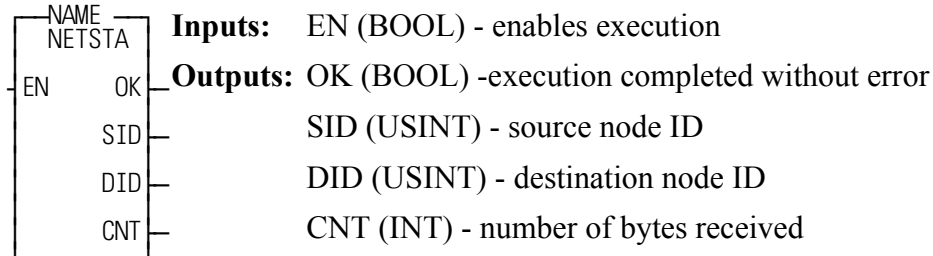 NAME
NETSTA
Inputs: EN (BOOL) - enables execution
EN OK
Outputs: OK (BOOL) -execution completed without error
SID SID (USINT) - source node ID
DID DID (USINT) - destination node ID
CNT CNT (INT) - number of bytes received